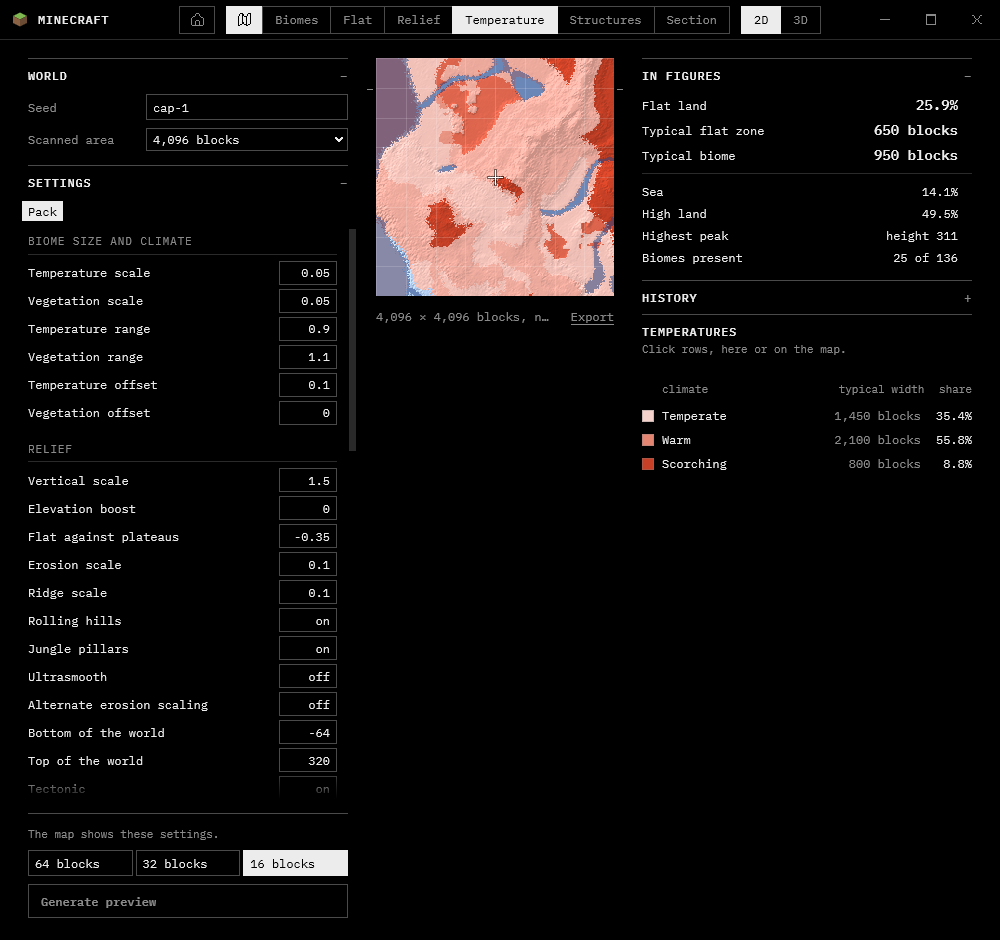 MINECRAFT
Biomes Flat Relief Temperature Structures Section 2D 3D
WORLD −
Seed cap-1
Scanned area 4,096 blocks
SETTINGS −
Pack
BIOME SIZE AND CLIMATE
Temperature scale 0.05
Vegetation scale 0.05
Temperature range 0.9
Vegetation range 1.1
Temperature offset 0.1
Vegetation offset 0
RELIEF
Vertical scale 1.5
Elevation boost 0
Flat against plateaus -0.35
Erosion scale 0.1
Ridge scale 0.1
Rolling hills on
Jungle pillars on
Ultrasmooth off
Alternate erosion scaling off
Bottom of the world -64
Top of the world 320
Tectonic on
The map shows these settings.
64 blocks 32 blocks 16 blocks
Generate preview
4,096 × 4,096 blocks, n… Export
IN FIGURES −
Flat land 25.9%
Typical flat zone 650 blocks
Typical biome 950 blocks
Sea 14.1%
High land 49.5%
Highest peak height 311
Biomes present 25 of 136
HISTORY +
TEMPERATURES
Click rows, here or on the map.
climate typical width share
Temperate 1,450 blocks 35.4%
Warm 2,100 blocks 55.8%
Scorching 800 blocks 8.8%